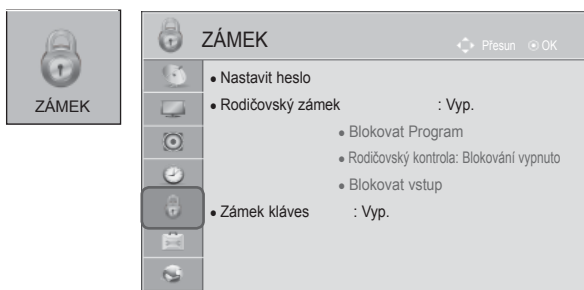 ZÁMEK
ZÁMEK
Přesun OK
• Nastavit heslo
• Rodičovský zámek : Vyp.
• Blokovat Program
• Rodičovský kontrola: Blokování vypnuto
• Blokovat vstup
• Zámek kláves : Vyp.